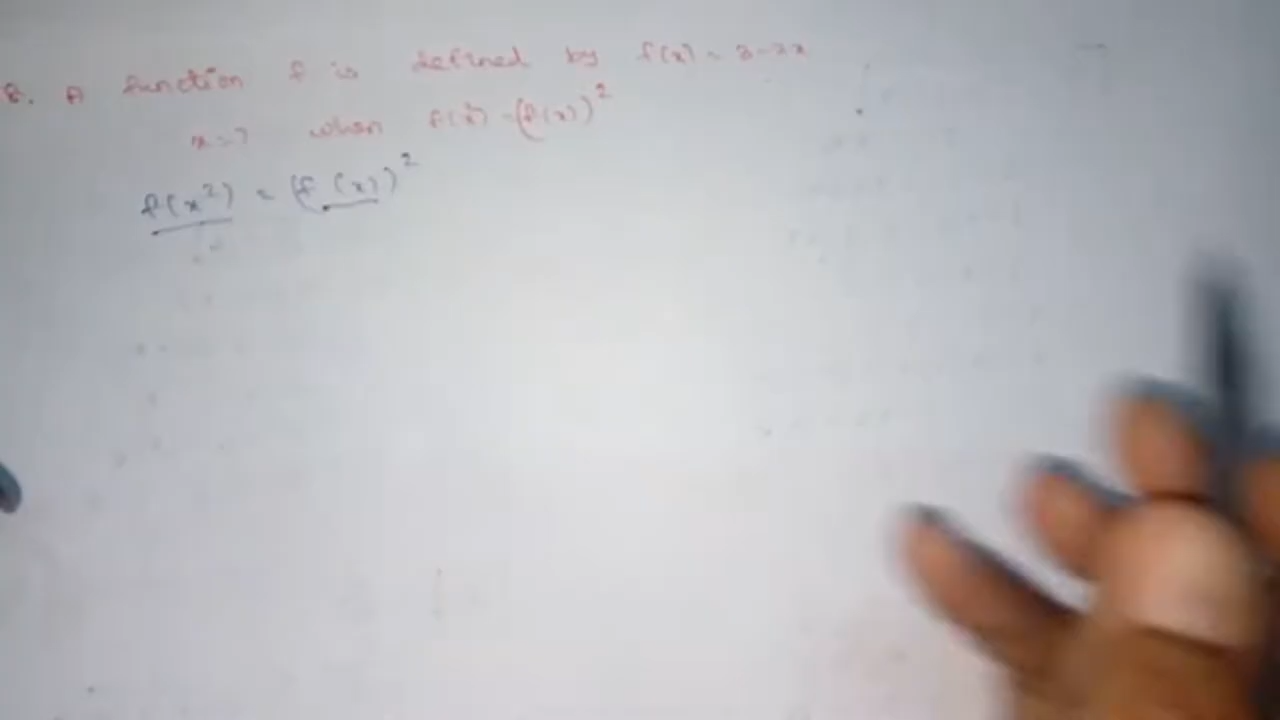 8. A function f is defined by f(x) = 3-2x
x=? when f(x²) = (f(x))²
f(x²) = (f(x))²